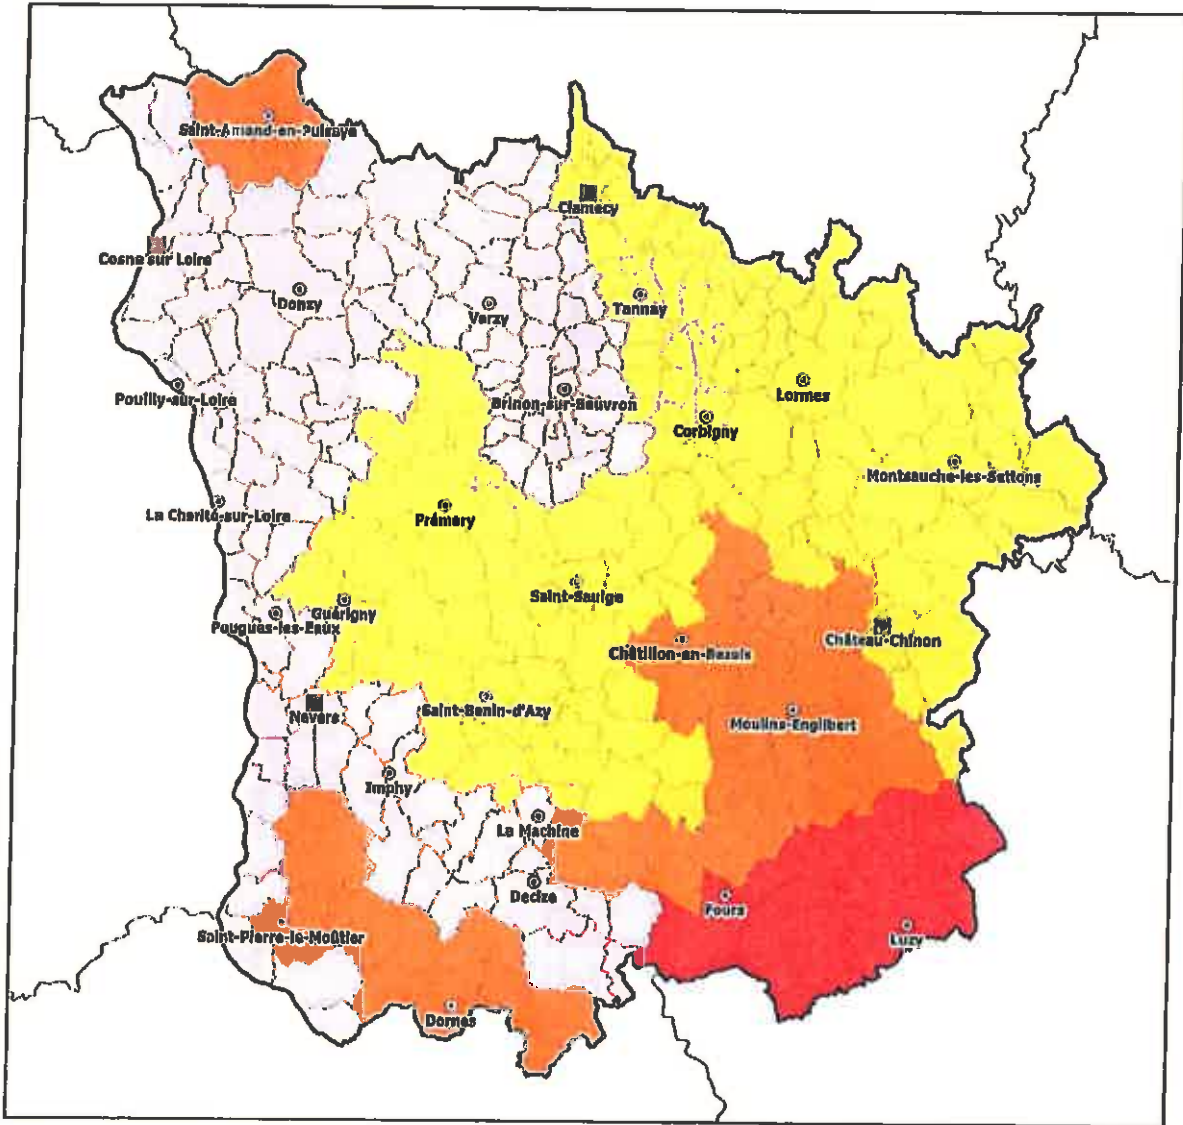 Saint-Amand-en-Puisaye
Clamecy
Cosne sur Loire
Donzy
Varzy
Tannay
Pouilly-sur-Loire
Brinon-sur-Beuvron
Lormes
Corbigny
Montsauche-les-Settons
La Charité-sur-Loire
Prémery
Saint-Saulge
Guérigny
Pougues-les-Eaux
Château-Chinon
Châtillon-en-Bazois
Nevers
Saint-Benin-d'Azy
Moulins-Engilbert
Imphy
La Machine
Decize
Fours
Saint-Pierre-le-Moûtier
Luzy
Dornes